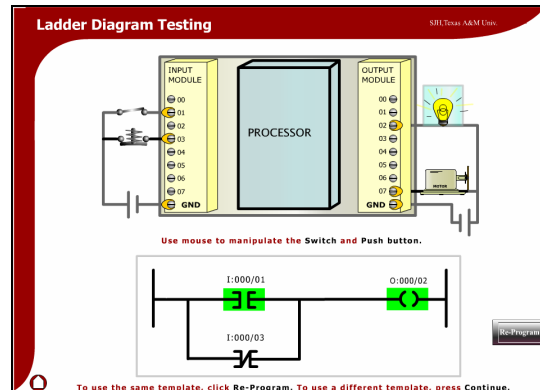 Ladder Diagram Testing
SJH,Texas A&M Univ.
INPUT
MODULE
00
01
02
03
04
05
06
07
GND
PROCESSOR
OUTPUT
MODULE
00
01
02
03
04
05
06
07
GND
MOTOR
Use mouse to manipulate the Switch and Push button.
I:000/01
O:000/02
I:000/03
Re-Program
To use the same template, click Re-Program. To use a different template, press Continue.